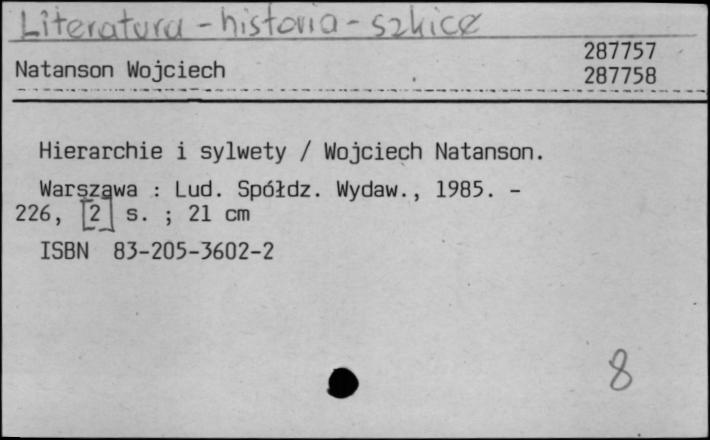 Literatura - historia - szkice
287757
Natanson Wojciech
287758
Hierarchie i sylwety / Wojciech Natanson.
Warszawa : Lud. Spółdz. Wydaw., 1985. -
226, [2] s. ; 21 cm
ISBN 83-205-3602-2
8